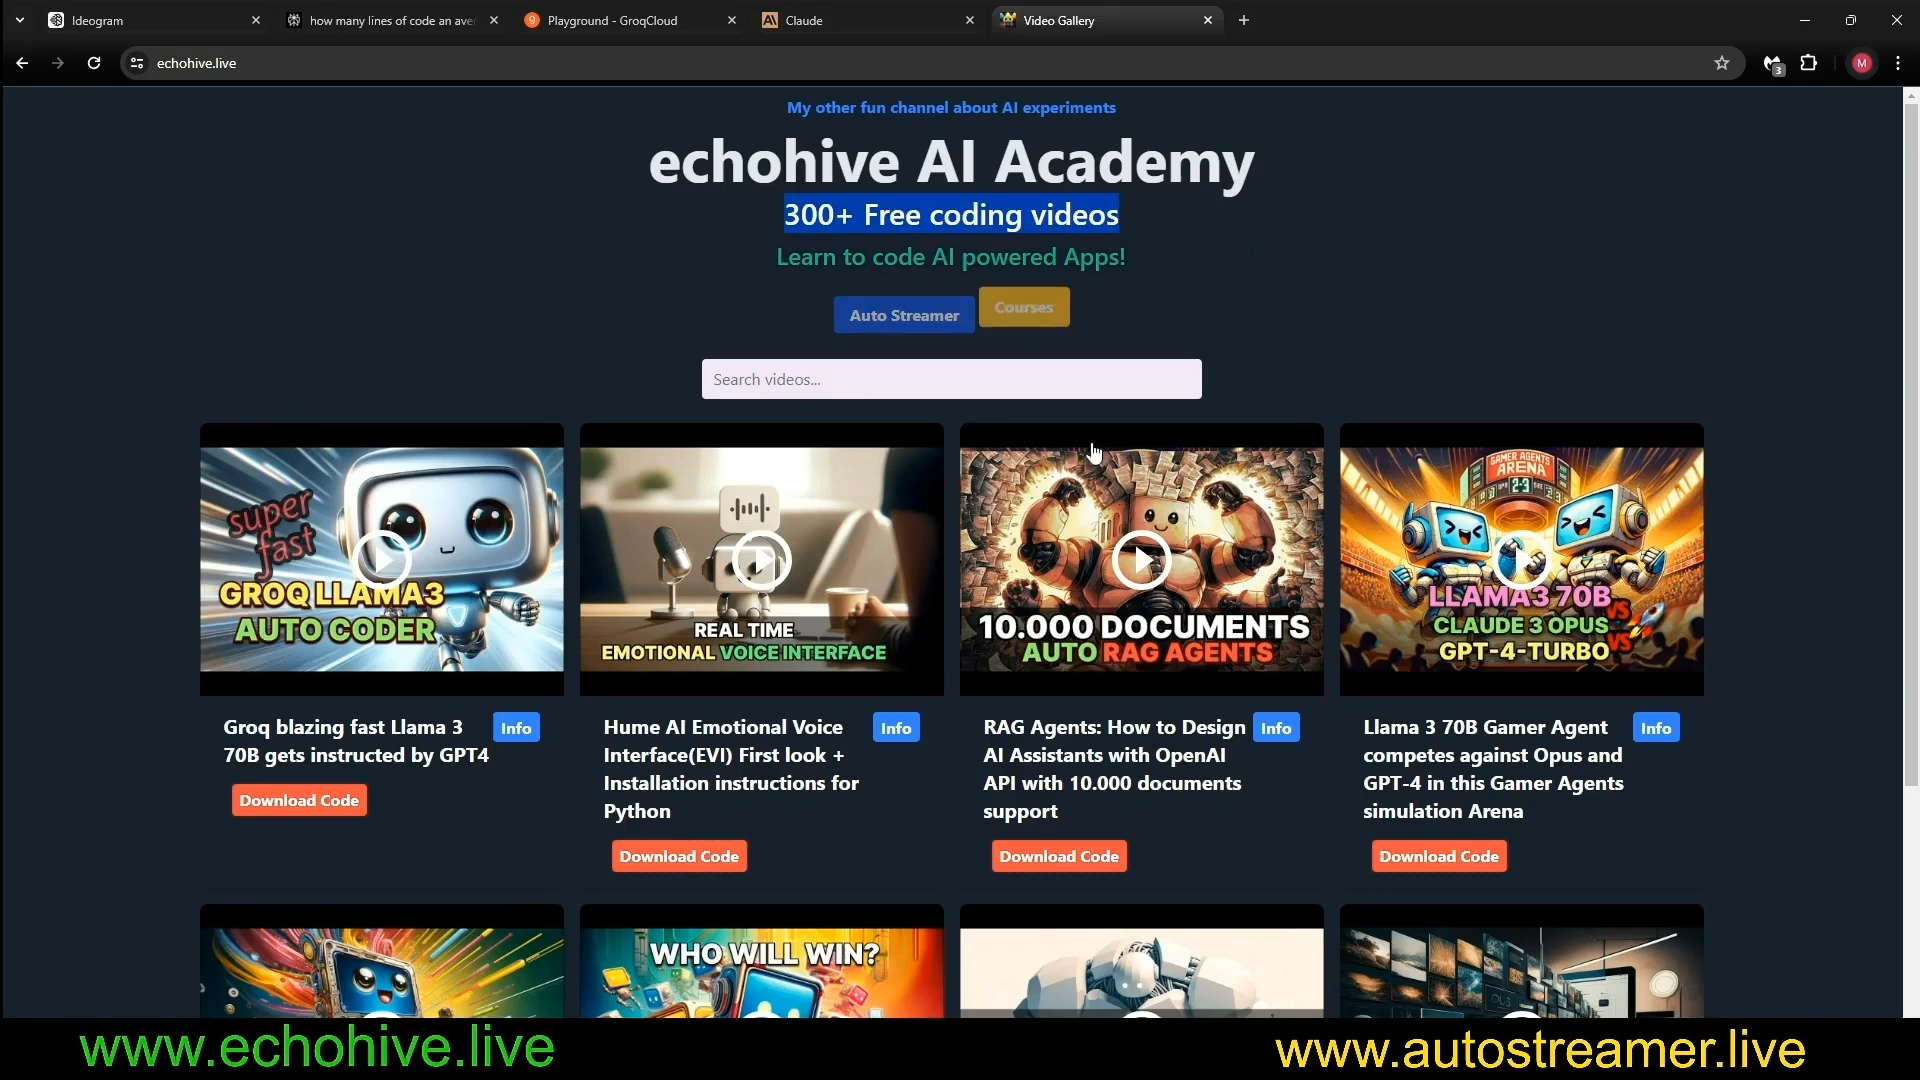 Ideogram
how many lines of code an aver
Playground - GroqCloud
Claude
Video Gallery
echohive.live
3
M
My other fun channel about AI experiments
echohive AI Academy
300+ Free coding videos
Learn to code AI powered Apps!
Auto Streamer
Courses
Search videos...
super
fast
GROQ LLAMA3
AUTO CODER
REAL TIME
EMOTIONAL VOICE INTERFACE
10.000 DOCUMENTS
AUTO RAG AGENTS
GAMER AGENTS
ARENA
2-3
LLAMA3 70B
VS
CLAUDE 3 OPUS
VS
GPT-4-TURBO
Groq blazing fast Llama 3
70B gets instructed by GPT4
Info
Download Code
Hume AI Emotional Voice
Interface(EVI) First look +
Installation instructions for
Python
Info
Download Code
RAG Agents: How to Design
AI Assistants with OpenAI
API with 10.000 documents
support
Info
Download Code
Llama 3 70B Gamer Agent
competes against Opus and
GPT-4 in this Gamer Agents
simulation Arena
Info
Download Code
WHO WILL WIN?
www.echohive.live
www.autostreamer.live